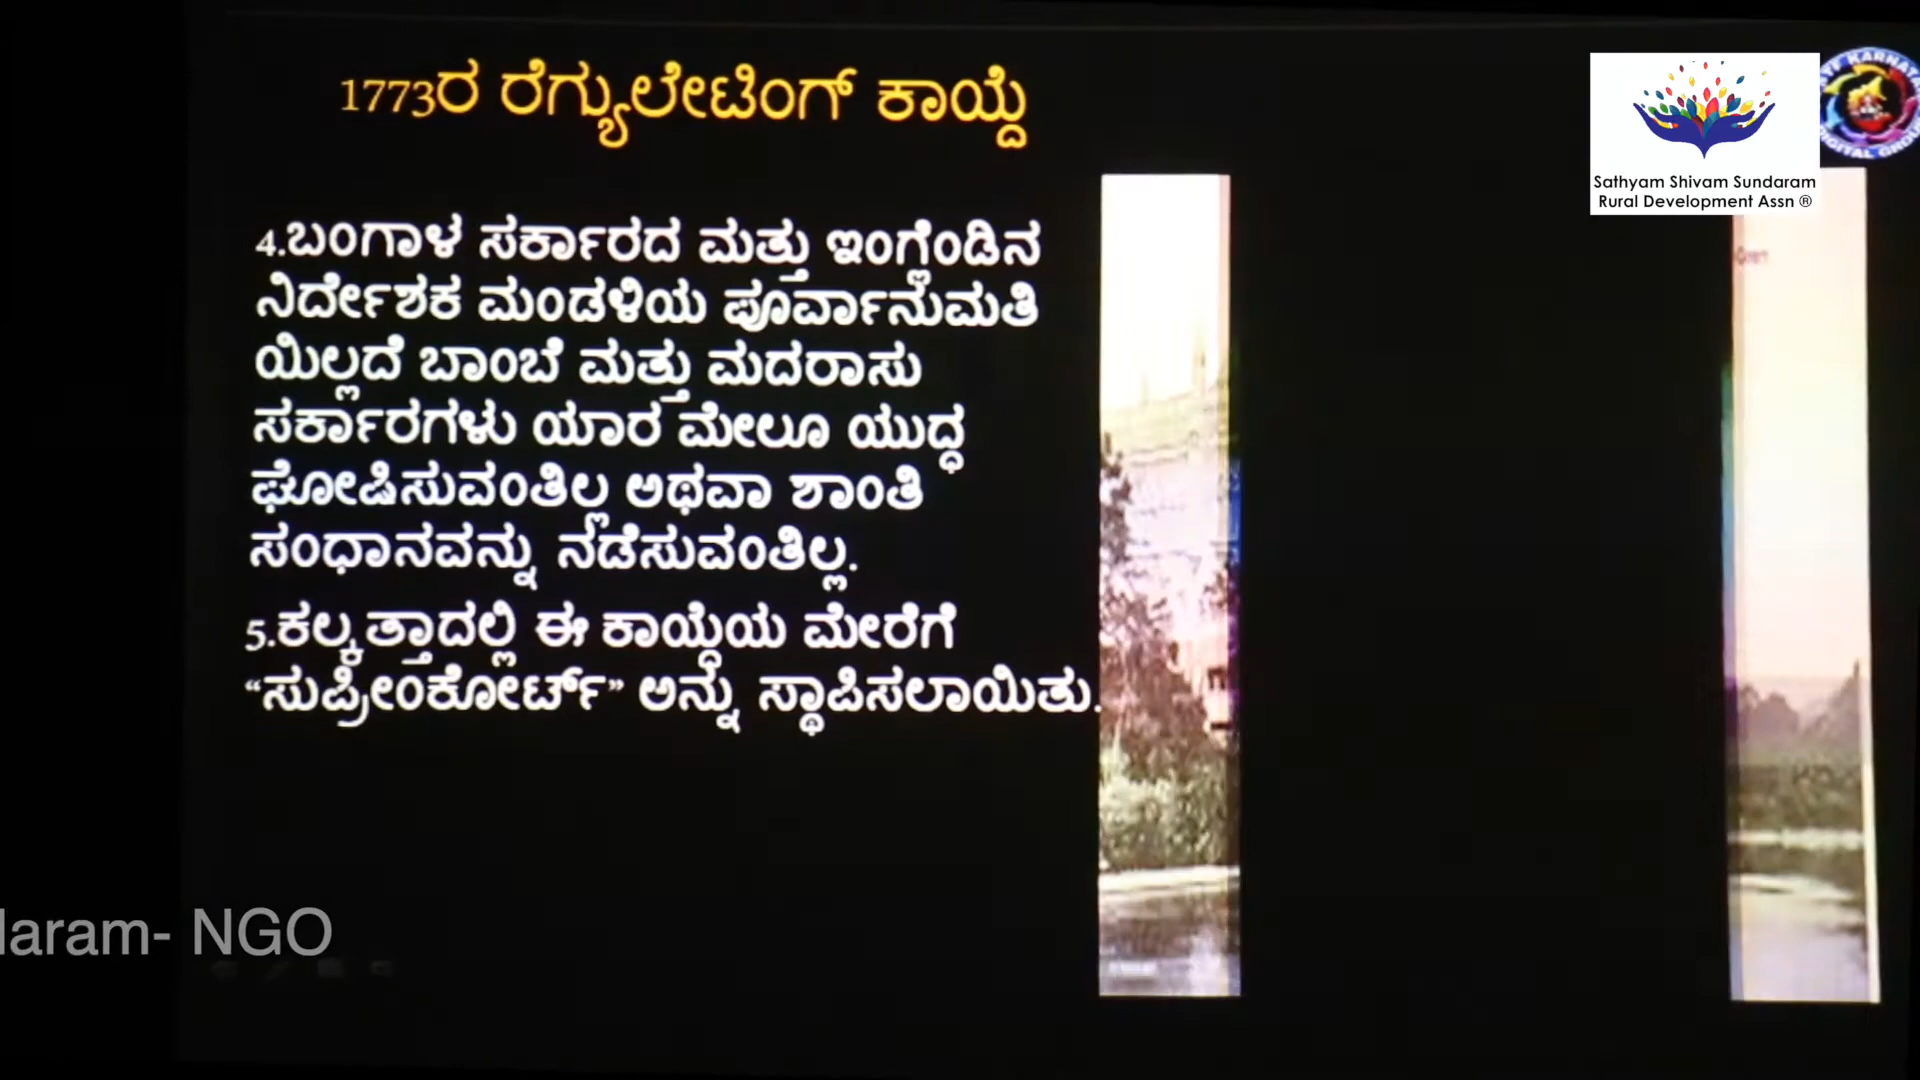 1773ರ ರೆಗ್ಯುಲೇಟಿಂಗ್ ಕಾಯ್ದೆ
Sathyam Shivam Sundaram
Rural Development Assn ®
4.ಬಂಗಾಳ ಸರ್ಕಾರದ ಮತ್ತು ಇಂಗ್ಲೆಂಡಿನ
ನಿರ್ದೇಶಕ ಮಂಡಳಿಯ ಪೂರ್ವಾನುಮತಿ
ಯಿಲ್ಲದೆ ಬಾಂಬೆ ಮತ್ತು ಮದರಾಸು
ಸರ್ಕಾರಗಳು ಯಾರ ಮೇಲೂ ಯುದ್ಧ
ಘೋಷಿಸುವಂತಿಲ್ಲ ಅಥವಾ ಶಾಂತಿ
ಸಂಧಾನವನ್ನು ನಡೆಸುವಂತಿಲ್ಲ.
5.ಕಲ್ಕತ್ತಾದಲ್ಲಿ ಈ ಕಾಯ್ದೆಯ ಮೇರೆಗೆ
“ಸುಪ್ರೀಂಕೋರ್ಟ್” ಅನ್ನು ಸ್ಥಾಪಿಸಲಾಯಿತು.
laram- NGO